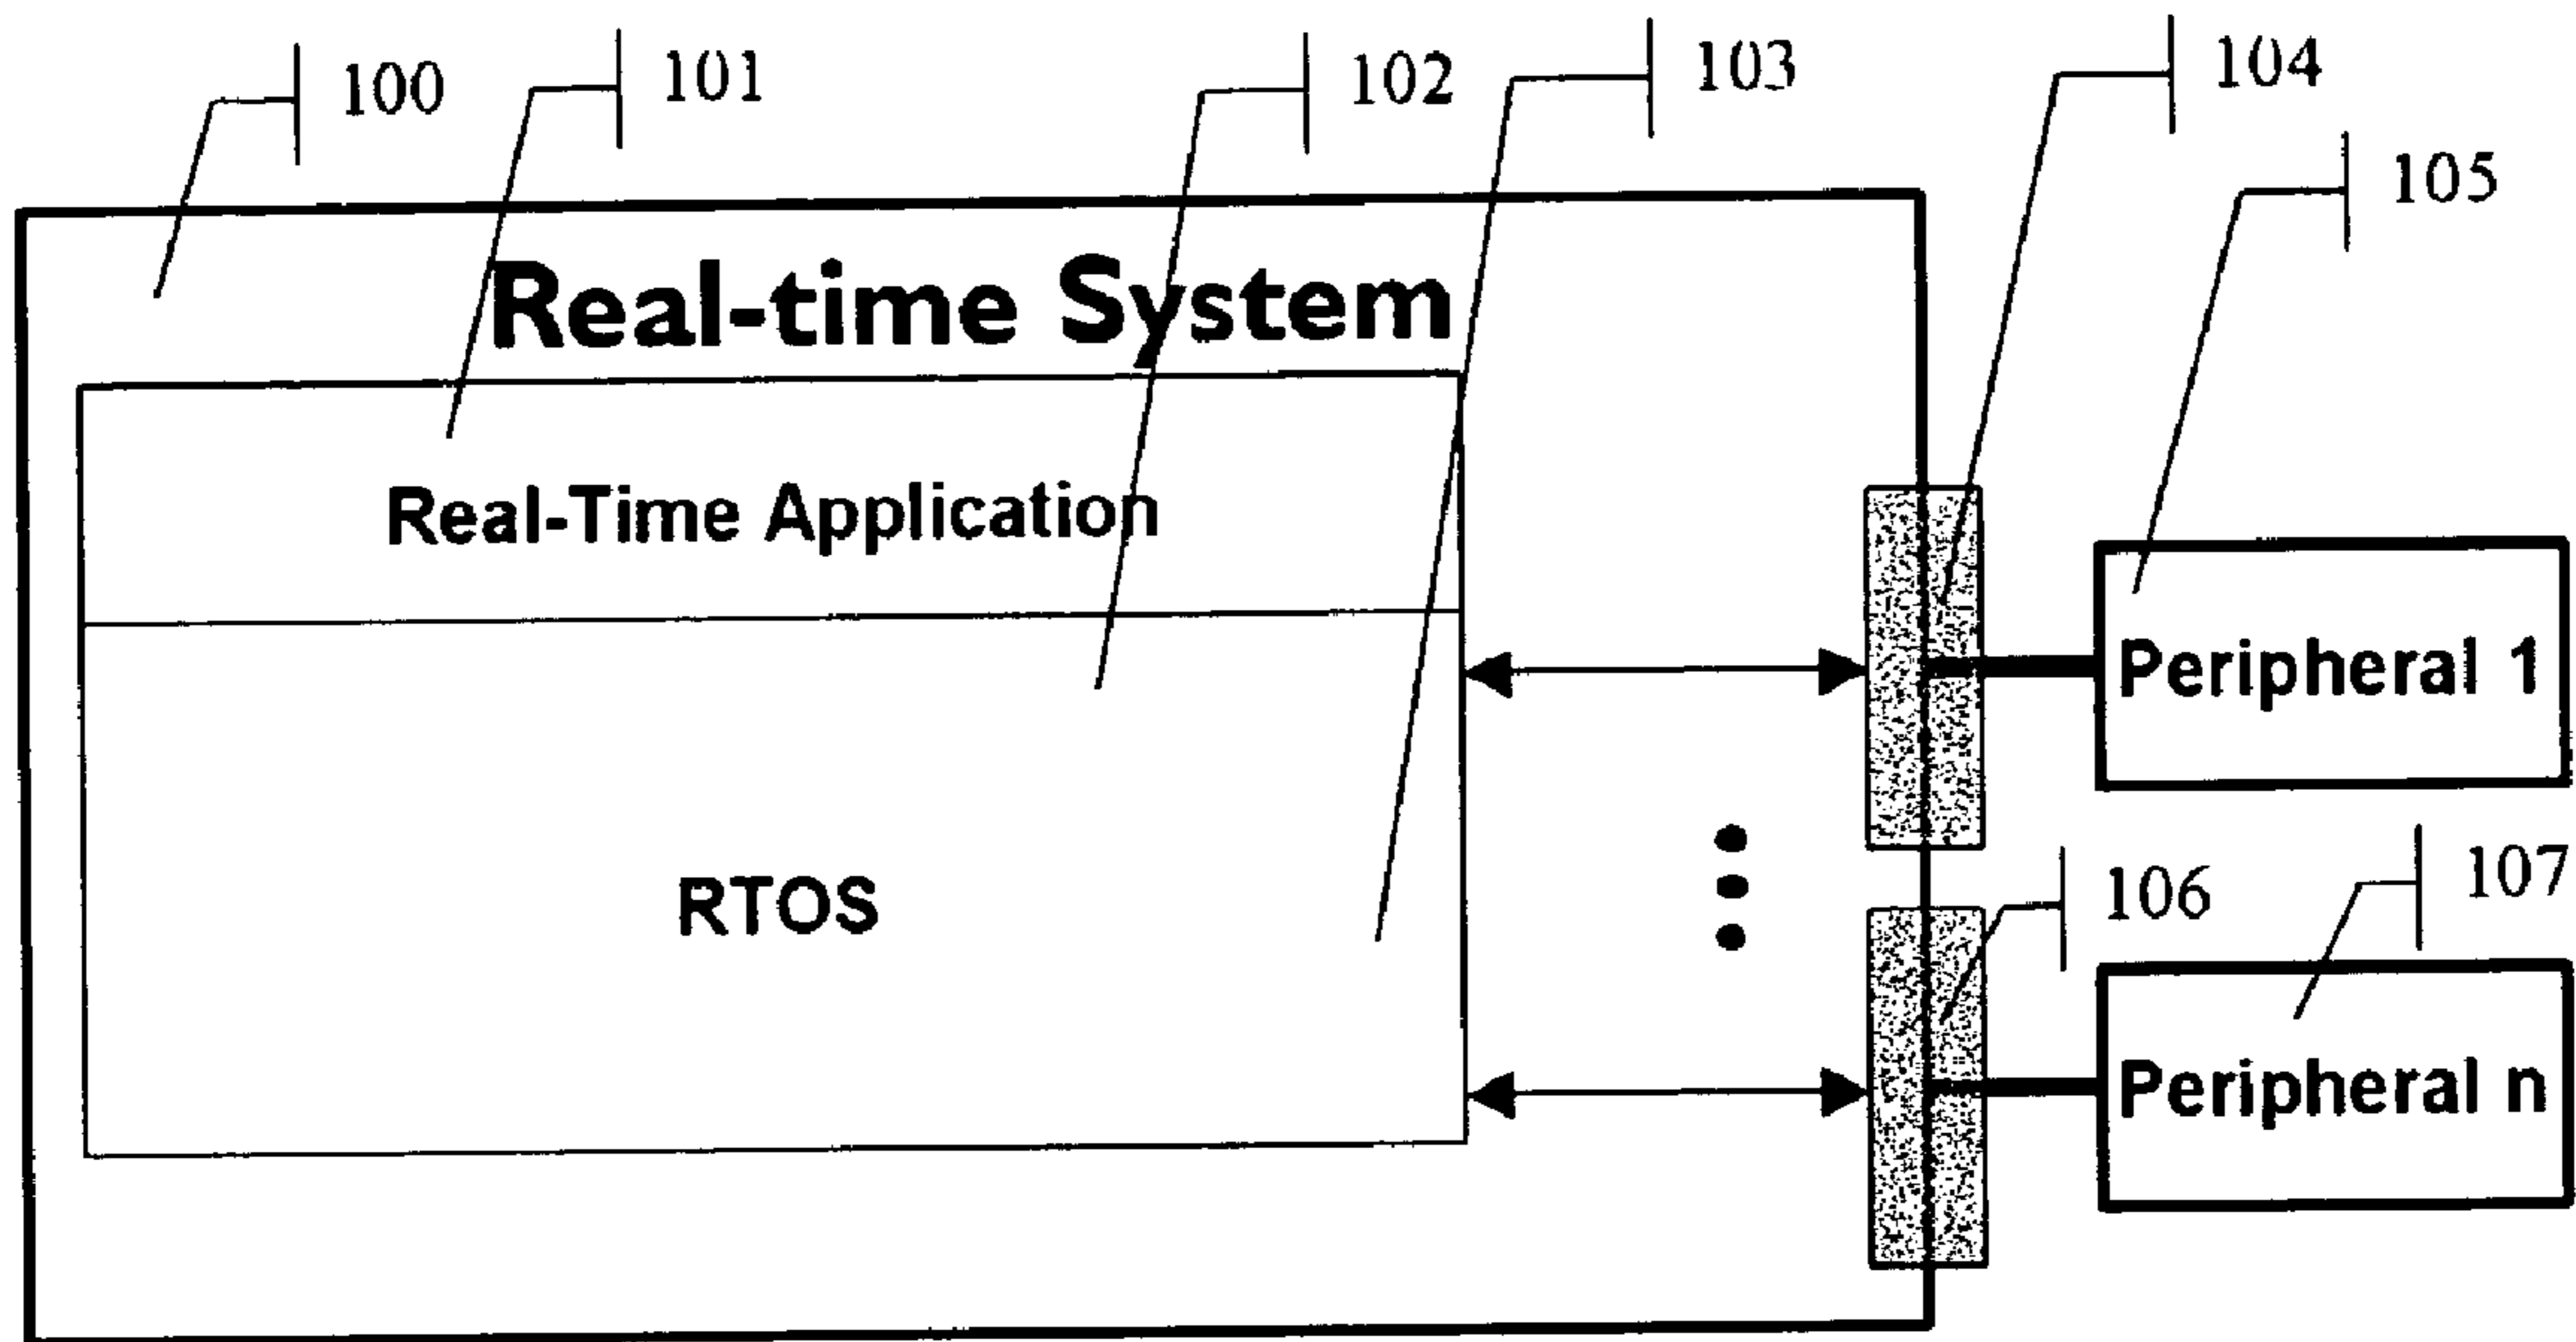 100
101
102
103
104
105
Real-time System
Real-Time Application
Peripheral 1
RTOS
106
107
Peripheral n